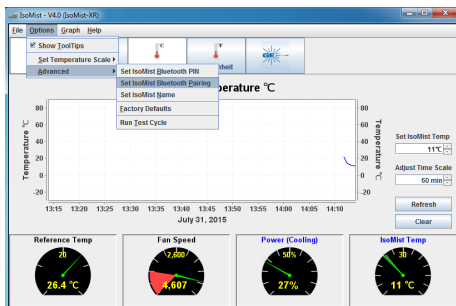 IsoMist - V4.0 (IsoMist-XR)
File Options Graph Help
Show ToolTips
Set Temperature Scale
Advanced
Set IsoMist Bluetooth PIN
Set IsoMist Bluetooth Pairing
Set IsoMist Name
Factory Defaults
Run Test Cycle
°C
°F
nheit
GE
erature °C
Temperature °C
80
60
40
20
0
-20
80
60
40
20
0
-20
Temperature °C
13:15 13:20 13:25 13:30 13:35 13:40 13:45 13:50 13:55 14:00 14:05 14:10
July 31, 2015
Set IsoMist Temp
11°C
Adjust Time Scale
60 min
Refresh
Clear
Reference Temp
20
26.4 °C
Fan Speed
2,600
4,607
Power (Cooling)
50%
27%
IsoMist Temp
30
11 °C